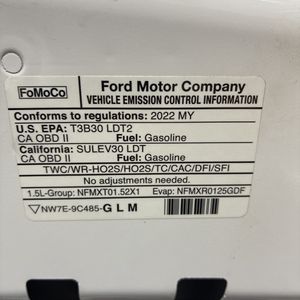 FoMoCo
Ford Motor Company
VEHICLE EMISSION CONTROL INFORMATION
Conforms to regulations: 2022 MY
U.S. EPA: T3B30 LDT2
CA OBD II Fuel: Gasoline
California: SULEV30 LDT
CA OBD II Fuel: Gasoline
TWC/WR-HO2S/HO2S/TC/CAC/DFI/SFI
No adjustments needed.
1.5L-Group: NFMXT01.52X1 Evap: NFMXR0125GDF
NW7E-9C485-GLM